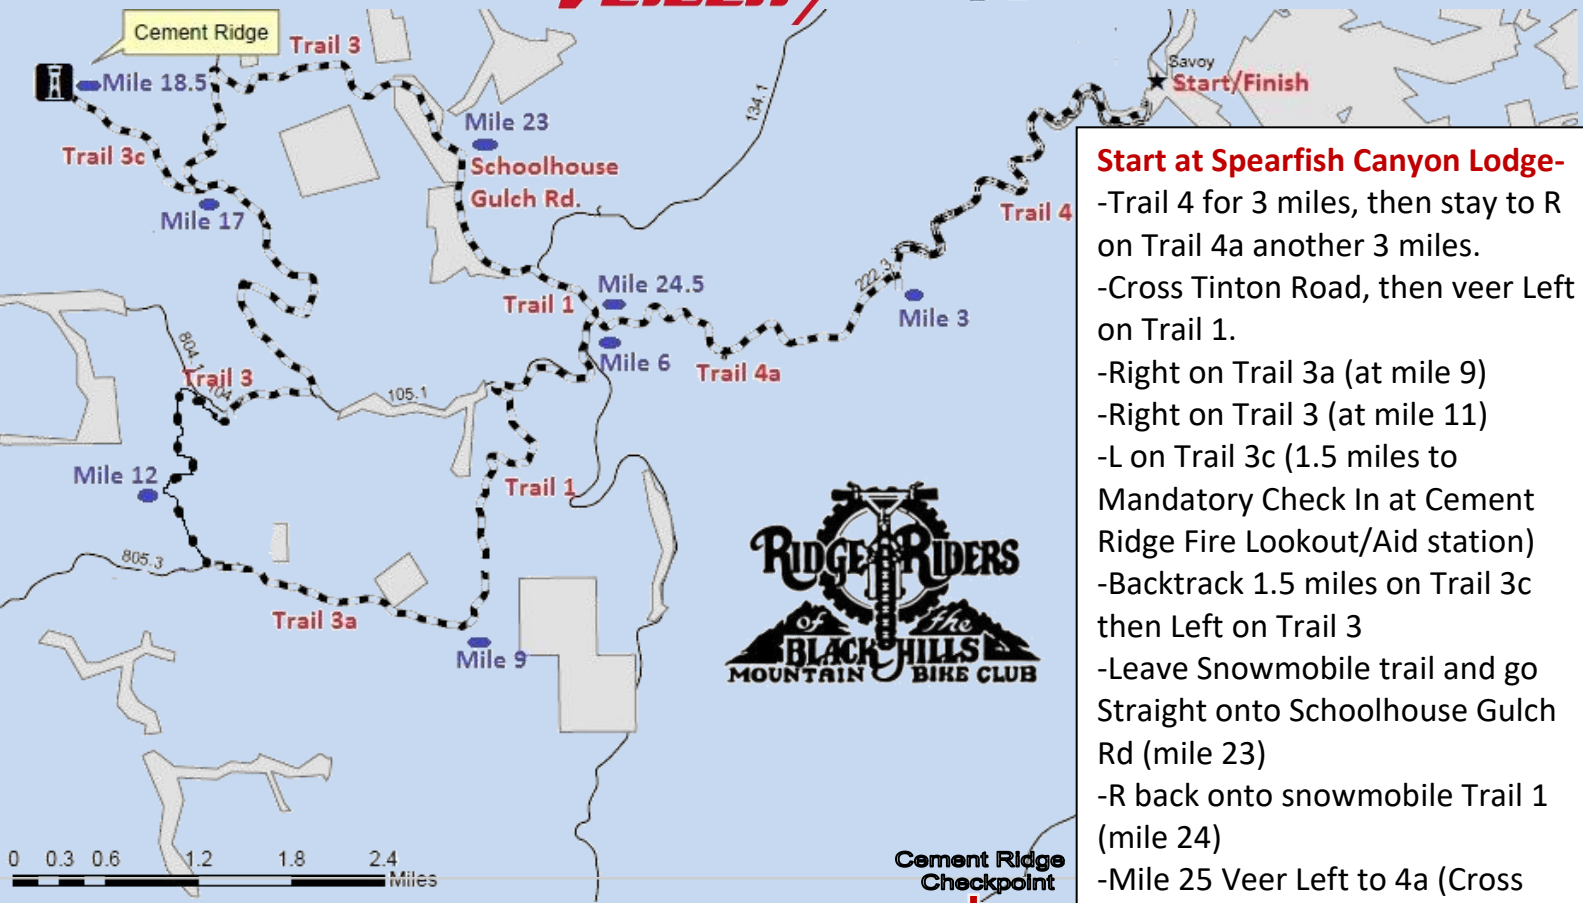 Cement Ridge
Trail 3
Mile 18.5
Trail 3c
Mile 17
Mile 23
Schoolhouse
Gulch Rd.
134.1
Savoy
Start/Finish
Trail 4
222.3
Mile 3
Trail 1
Mile 24.5
Mile 6
Trail 4a
804.1
Trail 3
104
105.1
Mile 12
Trail 1
805.3
Trail 3a
Mile 9
RIDGE RIDERS
of the
BLACK HILLS
MOUNTAIN BIKE CLUB
0 0.3 0.6 1.2 1.8 2.4
Miles
Cement Ridge
Checkpoint
Start at Spearfish Canyon Lodge-
-Trail 4 for 3 miles, then stay to R
on Trail 4a another 3 miles.
-Cross Tinton Road, then veer Left
on Trail 1.
-Right on Trail 3a (at mile 9)
-Right on Trail 3 (at mile 11)
-L on Trail 3c (1.5 miles to
Mandatory Check In at Cement
Ridge Fire Lookout/Aid station)
-Backtrack 1.5 miles on Trail 3c
then Left on Trail 3
-Leave Snowmobile trail and go
Straight onto Schoolhouse Gulch
Rd (mile 23)
-R back onto snowmobile Trail 1
(mile 24)
-Mile 25 Veer Left to 4a (Cross